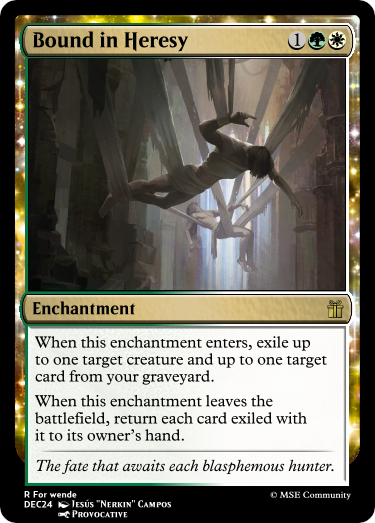 Bound in Heresy 1
Enchantment
When this enchantment enters, exile up
to one target creature and up to one target
card from your graveyard.
When this enchantment leaves the
battlefield, return each card exiled with
it to its owner's hand.
The fate that awaits each blasphemous hunter.
R For wende
DEC24 Jesús "Nerkin" Campos
Provocative
© MSE Community